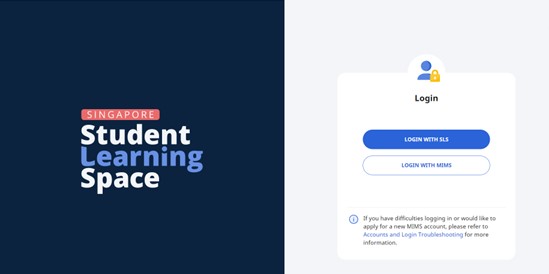 SINGAPORE
Student
Learning
Space
Login
LOGIN WITH SLS
LOGIN WITH MIMS
If you have difficulties logging in or would like to
apply for a new MIMS account, please refer to
Accounts and Login Troubleshooting for more
information.